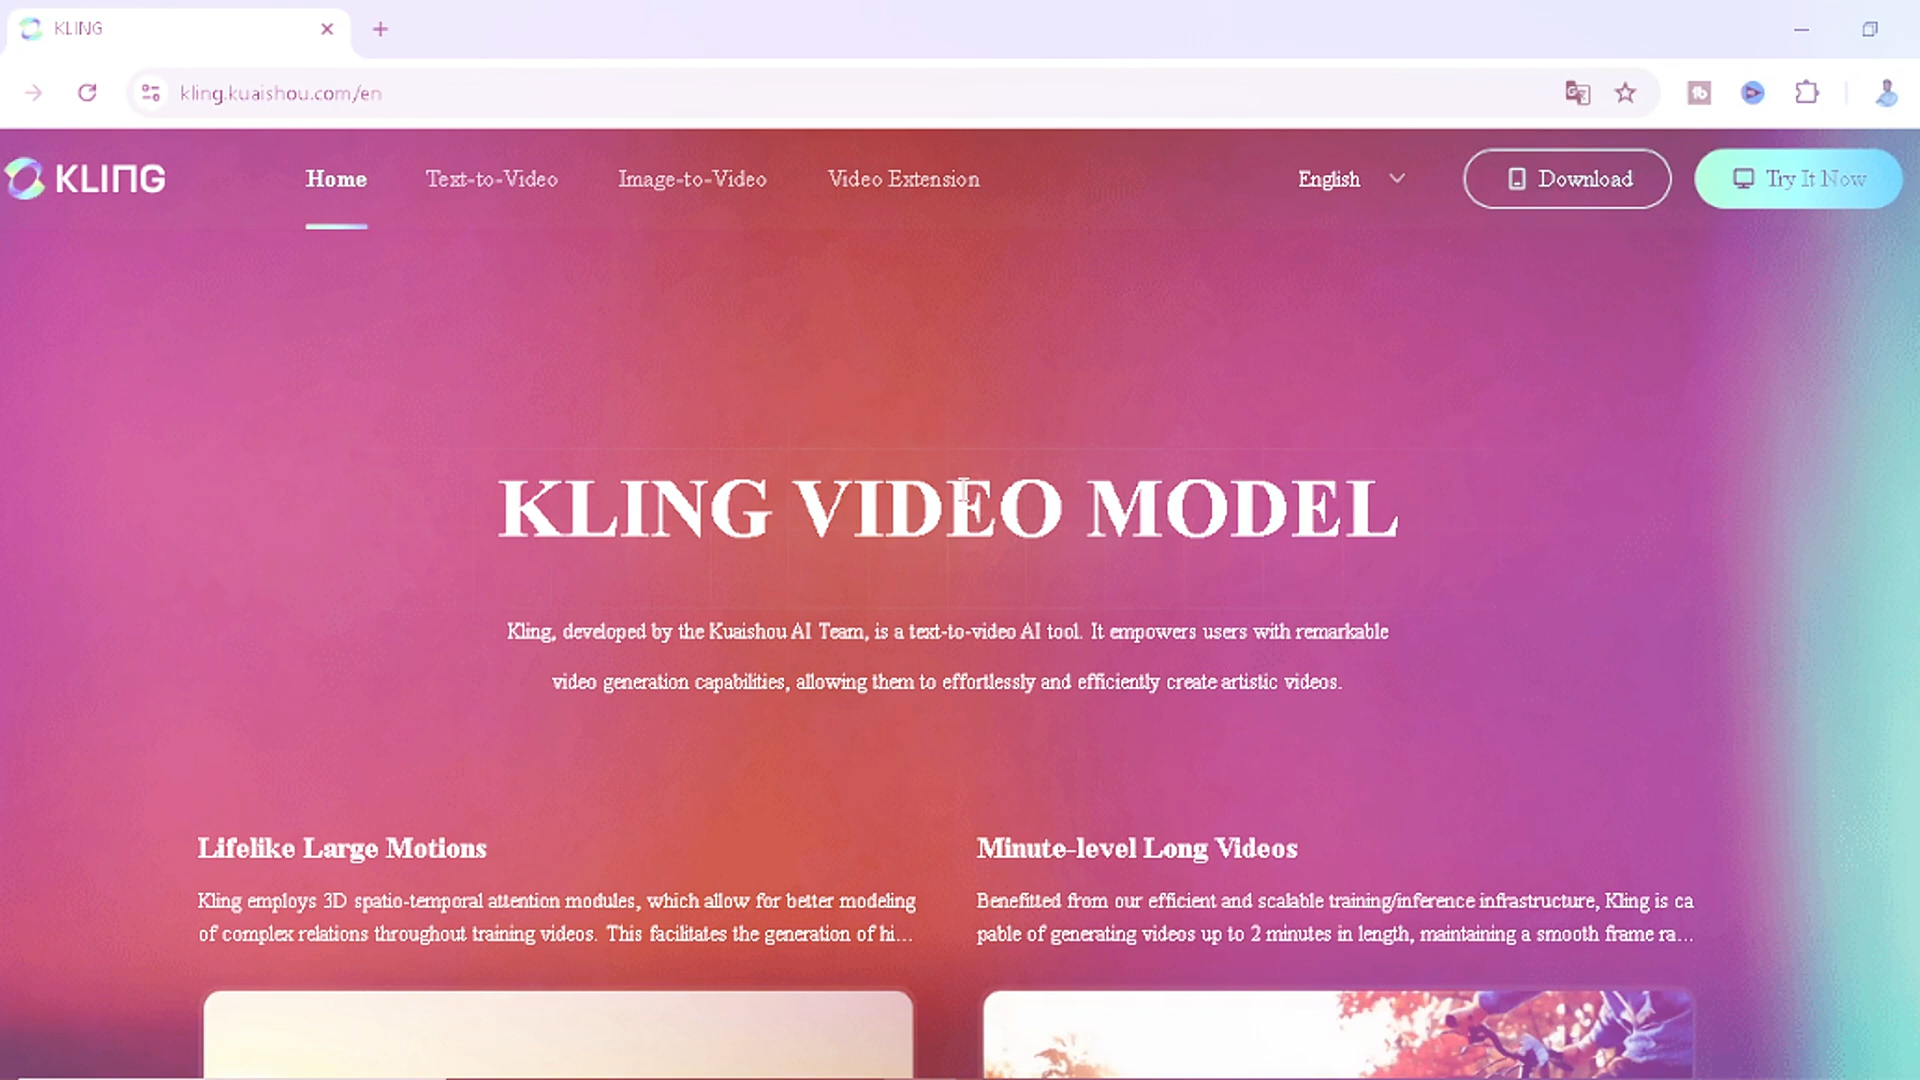 KLING
kling.kuaishou.com/en
KLING
Home
Text-to-Video
Image-to-Video
Video Extension
English
Download
Try It Now
KLING VIDEO MODEL
Kling, developed by the Kuaishou AI Team, is a text-to-video AI tool. It empowers users with remarkable
video generation capabilities, allowing them to effortlessly and efficiently create artistic videos.
Lifelike Large Motions
Kling employs 3D spatio-temporal attention modules, which allow for better modeling
of complex relations throughout training videos. This facilitates the generation of hi...
Minute-level Long Videos
Benefitted from our efficient and scalable training/inference infrastructure, Kling is ca
pable of generating videos up to 2 minutes in length, maintaining a smooth frame ra...